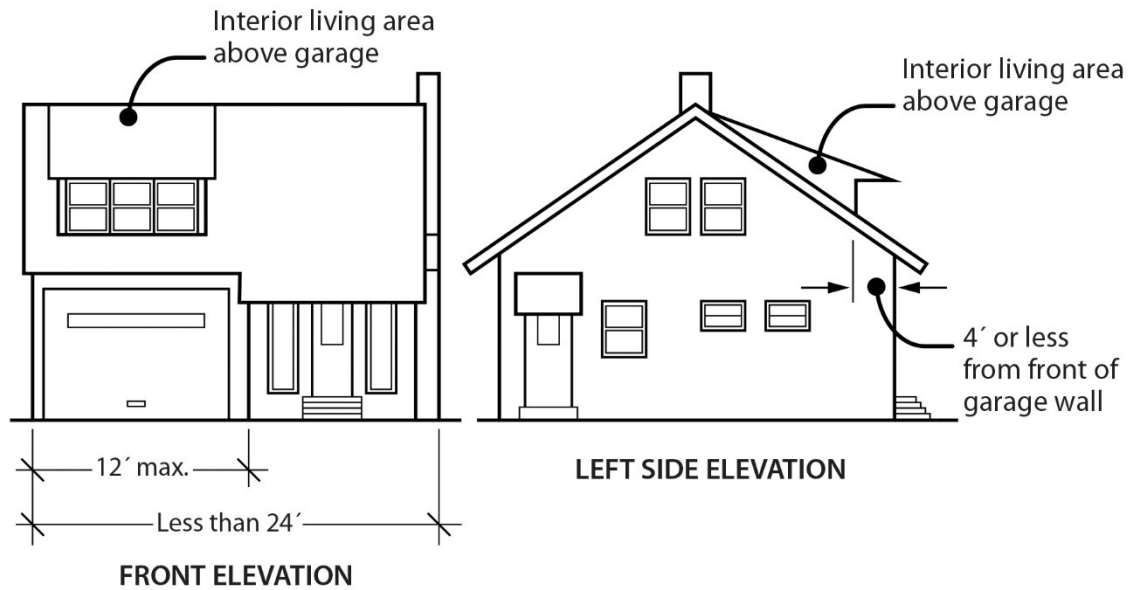 Interior living area
above garage
Interior living area
above garage
4´ or less
from front of
garage wall
12´ max.
Less than 24´
LEFT SIDE ELEVATION
FRONT ELEVATION